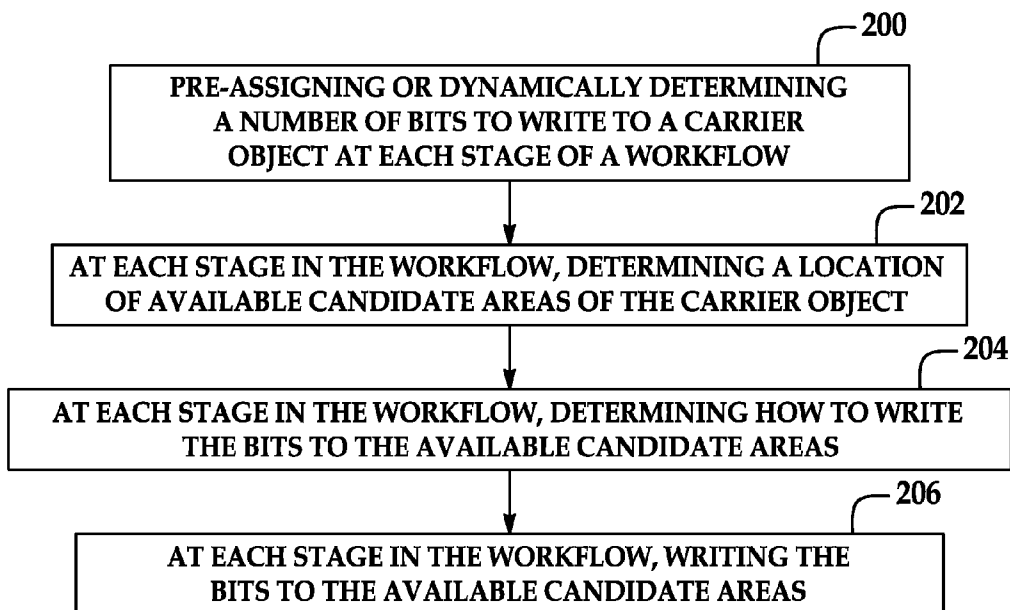 200
PRE-ASSIGNING OR DYNAMICALLY DETERMINING
A NUMBER OF BITS TO WRITE TO A CARRIER
OBJECT AT EACH STAGE OF A WORKFLOW
202
AT EACH STAGE IN THE WORKFLOW, DETERMINING A LOCATION
OF AVAILABLE CANDIDATE AREAS OF THE CARRIER OBJECT
204
AT EACH STAGE IN THE WORKFLOW, DETERMINING HOW TO WRITE
THE BITS TO THE AVAILABLE CANDIDATE AREAS
206
AT EACH STAGE IN THE WORKFLOW, WRITING THE
BITS TO THE AVAILABLE CANDIDATE AREAS